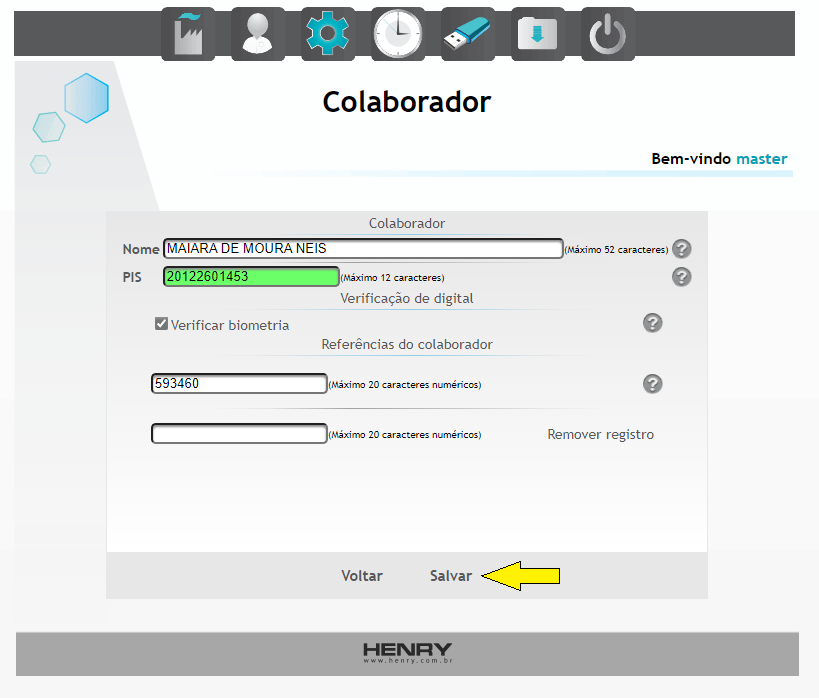 Colaborador
Bem-vindo master
Colaborador
Nome MAIARA DE MOURA NEIS (Máximo 52 caracteres) ?
PIS 20122601453 (Máximo 12 caracteres) ?
Verificação de digital
Verificar biometria ?
Referências do colaborador
593460 (Máximo 20 caracteres numéricos) ?
(Máximo 20 caracteres numéricos) Remover registro
Voltar Salvar
HENRY
www.henry.com.br